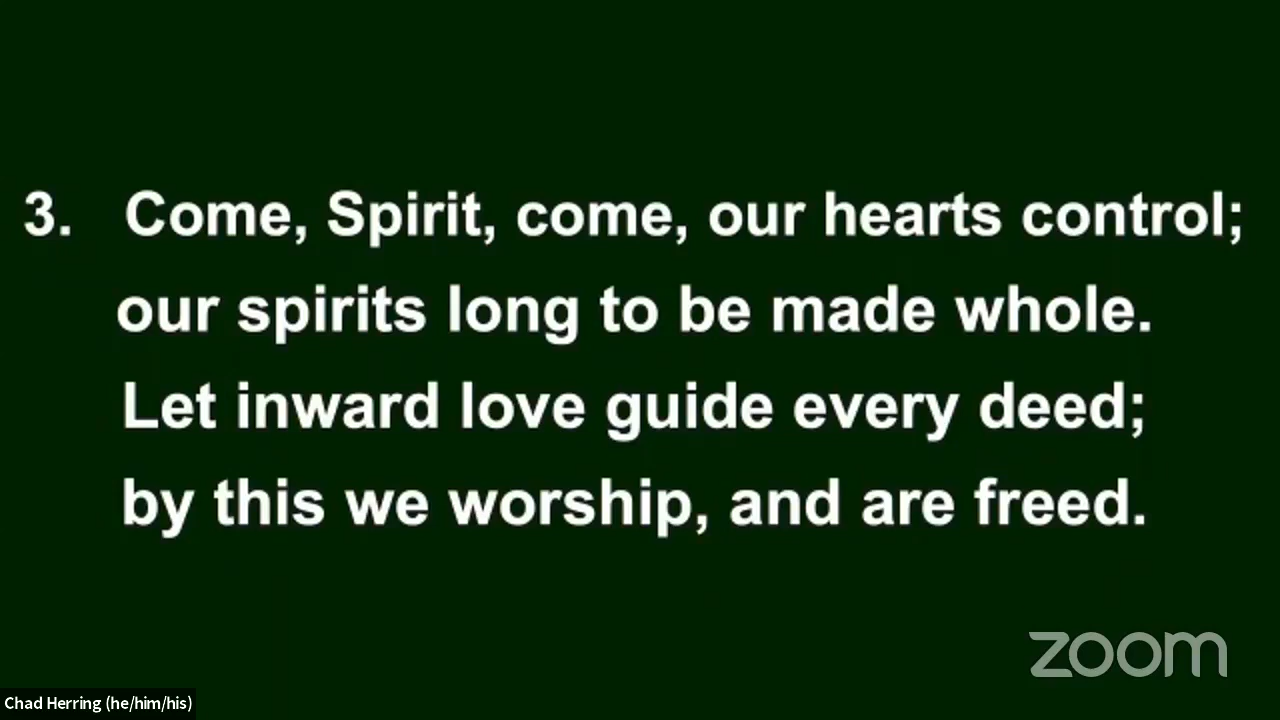 3. Come, Spirit, come, our hearts control;
our spirits long to be made whole.
Let inward love guide every deed;
by this we worship, and are freed.
zoom
Chad Herring (he/him/his)